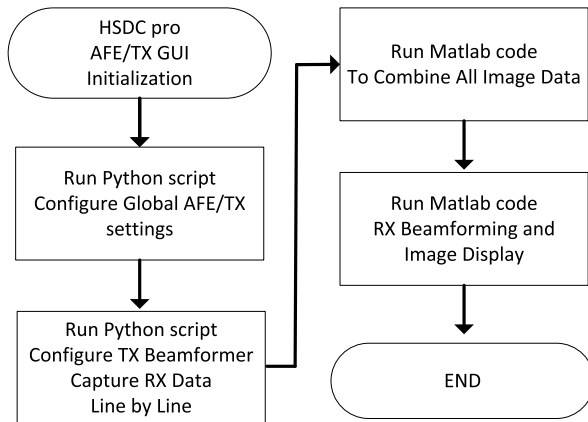 HSDC pro
AFE/TX GUI
Initialization
Run Python script
Configure Global AFE/TX
settings
Run Python script
Configure TX Beamformer
Capture RX Data
Line by Line
Run Matlab code
To Combine All Image Data
Run Matlab code
RX Beamforming and
Image Display
END